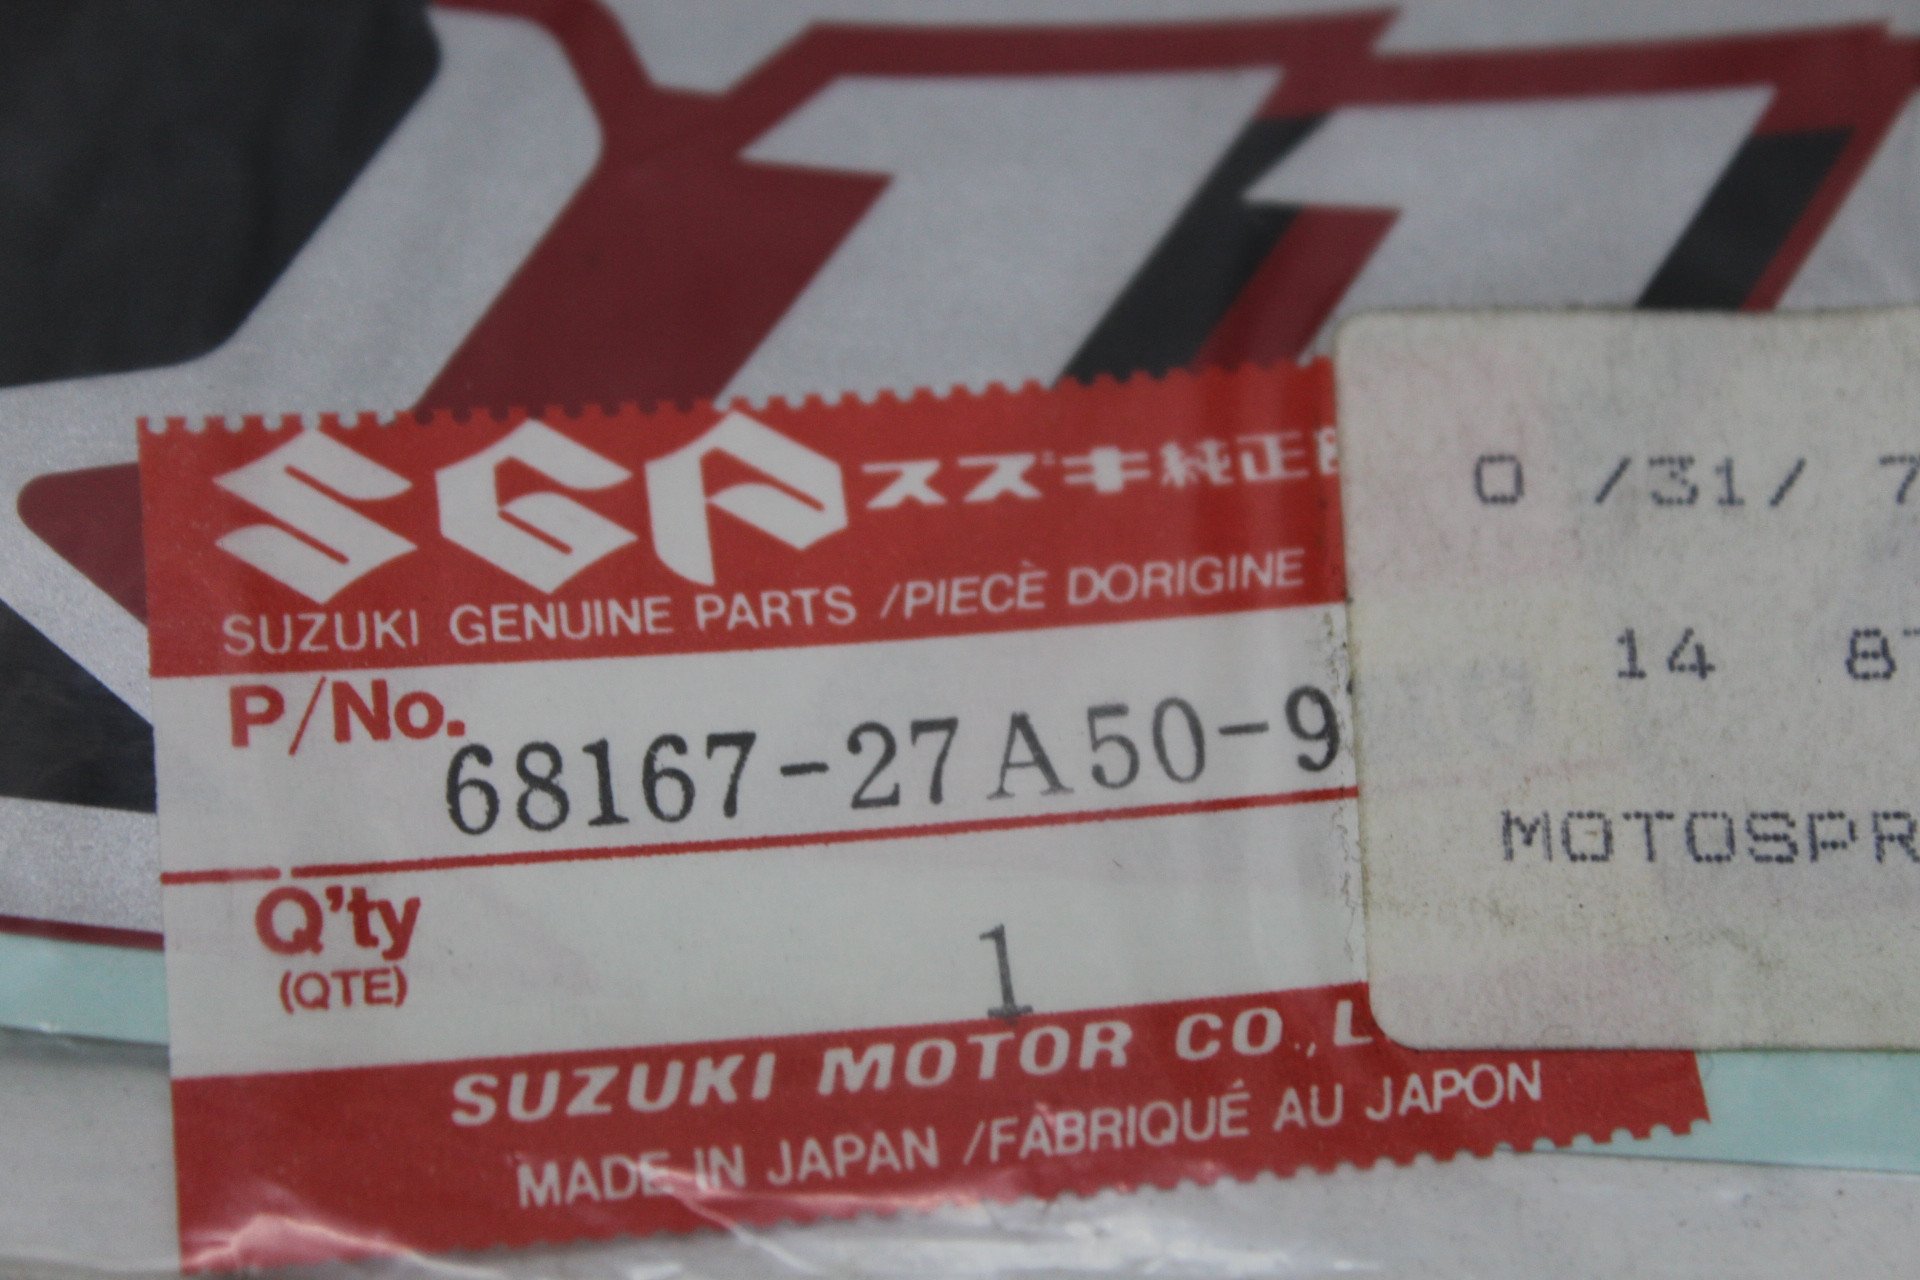 SGP スズキ純正
SUZUKI GENUINE PARTS /PIECÈ DORIGINE
P/No.
68167-27A50-9
Q'ty
(QTE)
1
SUZUKI MOTOR CO.,L
MADE IN JAPAN /FABRIQUÉ AU JAPON
0 /31/ 7
14 8
MOTOSPR